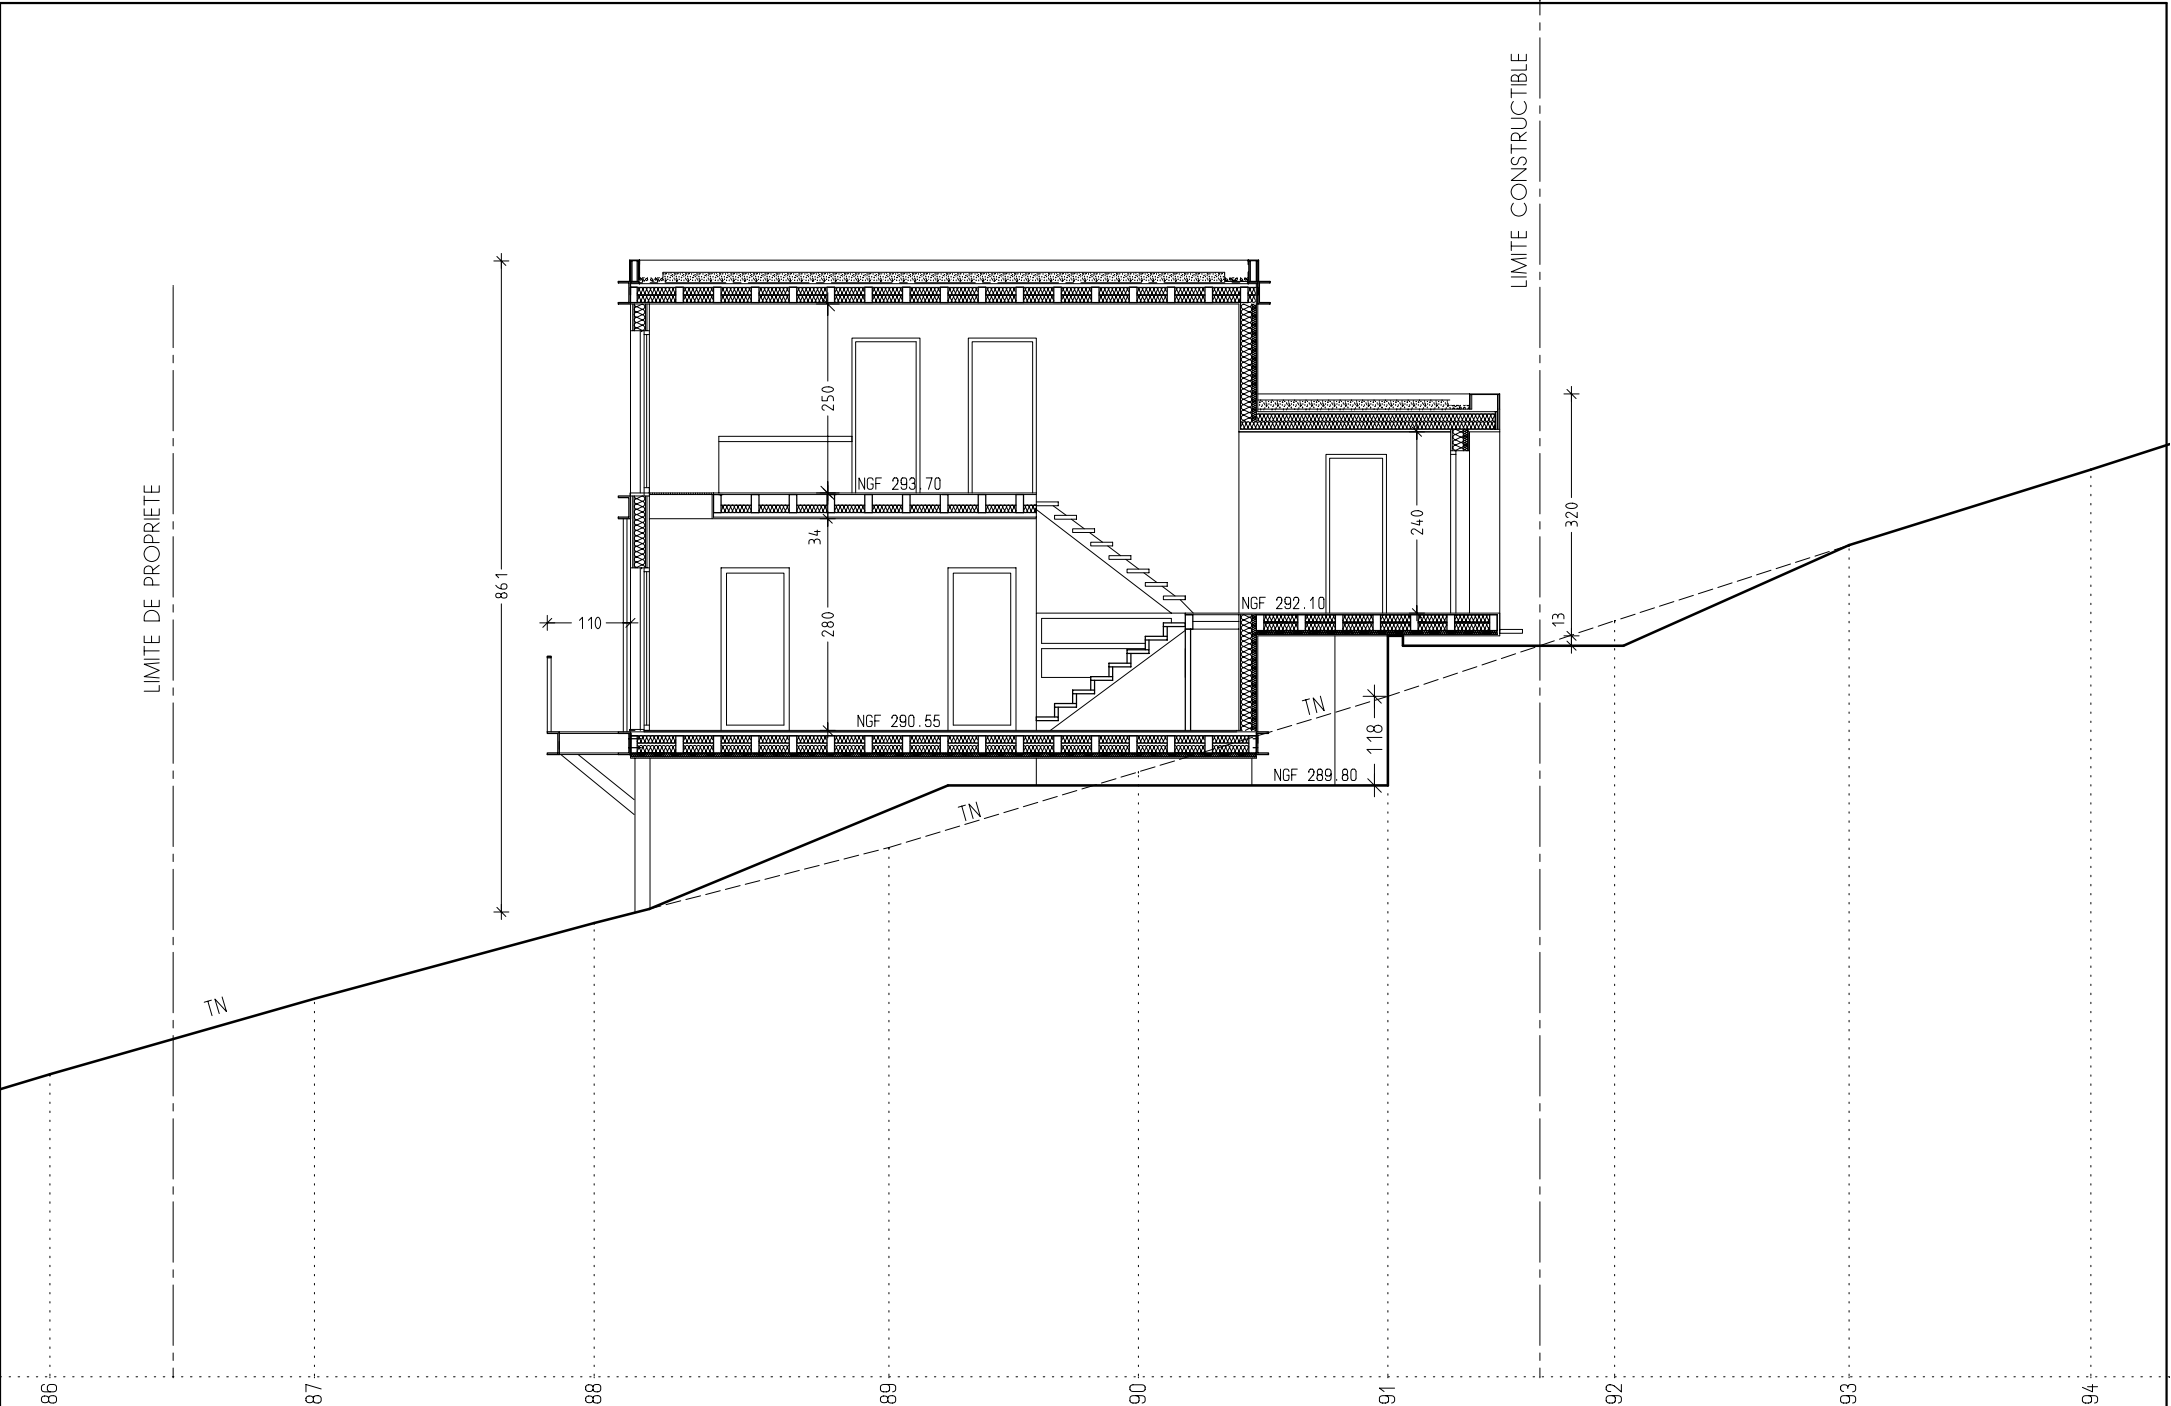 LIMITE CONSTRUCTIBLE
LIMITE DE PROPRIETE
861
110
250
NGF 293.70
34
280
NGF 290.55
240
NGF 292.10
320
13
TN
118
NGF 289.80
TN
TN
86
87
88
89
90
91
92
93
94